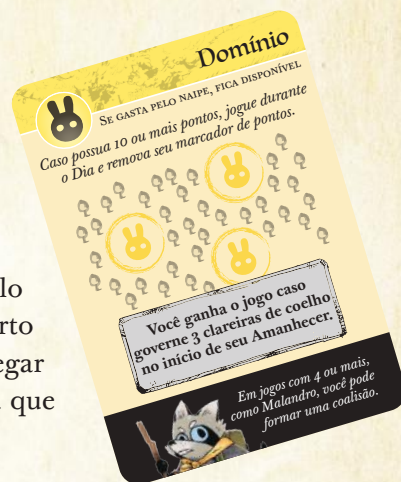 Domínio
Se gasta pelo naipe, fica disponível
Caso possua 10 ou mais pontos, jogue durante
o Dia e remova seu marcador de pontos.
Você ganha o jogo caso
governe 3 clareiras de coelho
no início de seu Amanhecer.
Em jogos com 4 ou mais,
como Malandro, você pode
formar uma coalisão.
lo
rto
egar
que